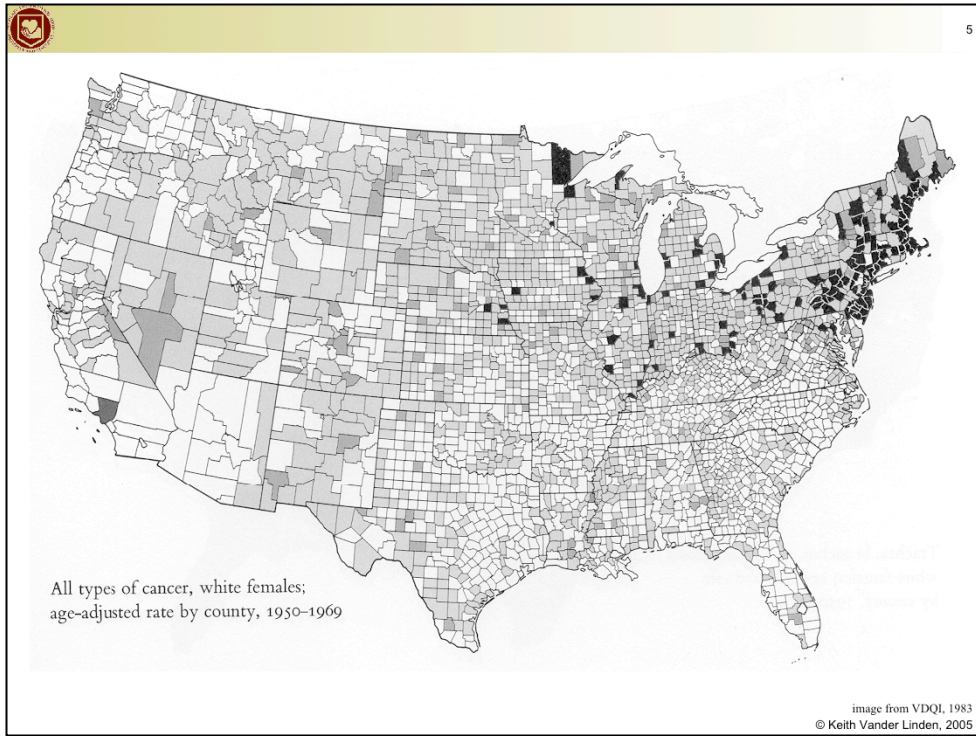 5
All types of cancer, white females;
age-adjusted rate by county, 1950–1969
image from VDQI, 1983
© Keith Vander Linden, 2005